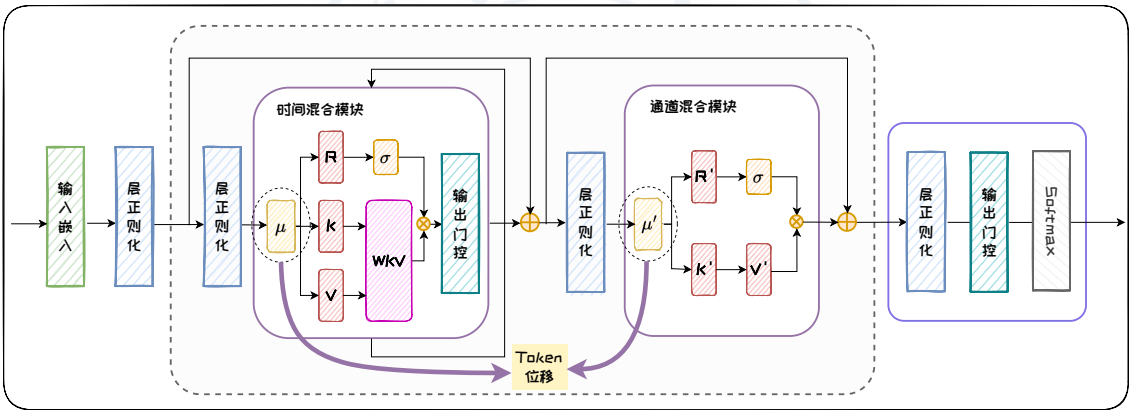 输入嵌入
层正则化
层正则化
时间混合模块
μ
R
σ
k
V
WKV
输出门控
层正则化
通道混合模块
μ'
R'
σ
k'
V'
层正则化
输出门控
Softmax
Token
位移